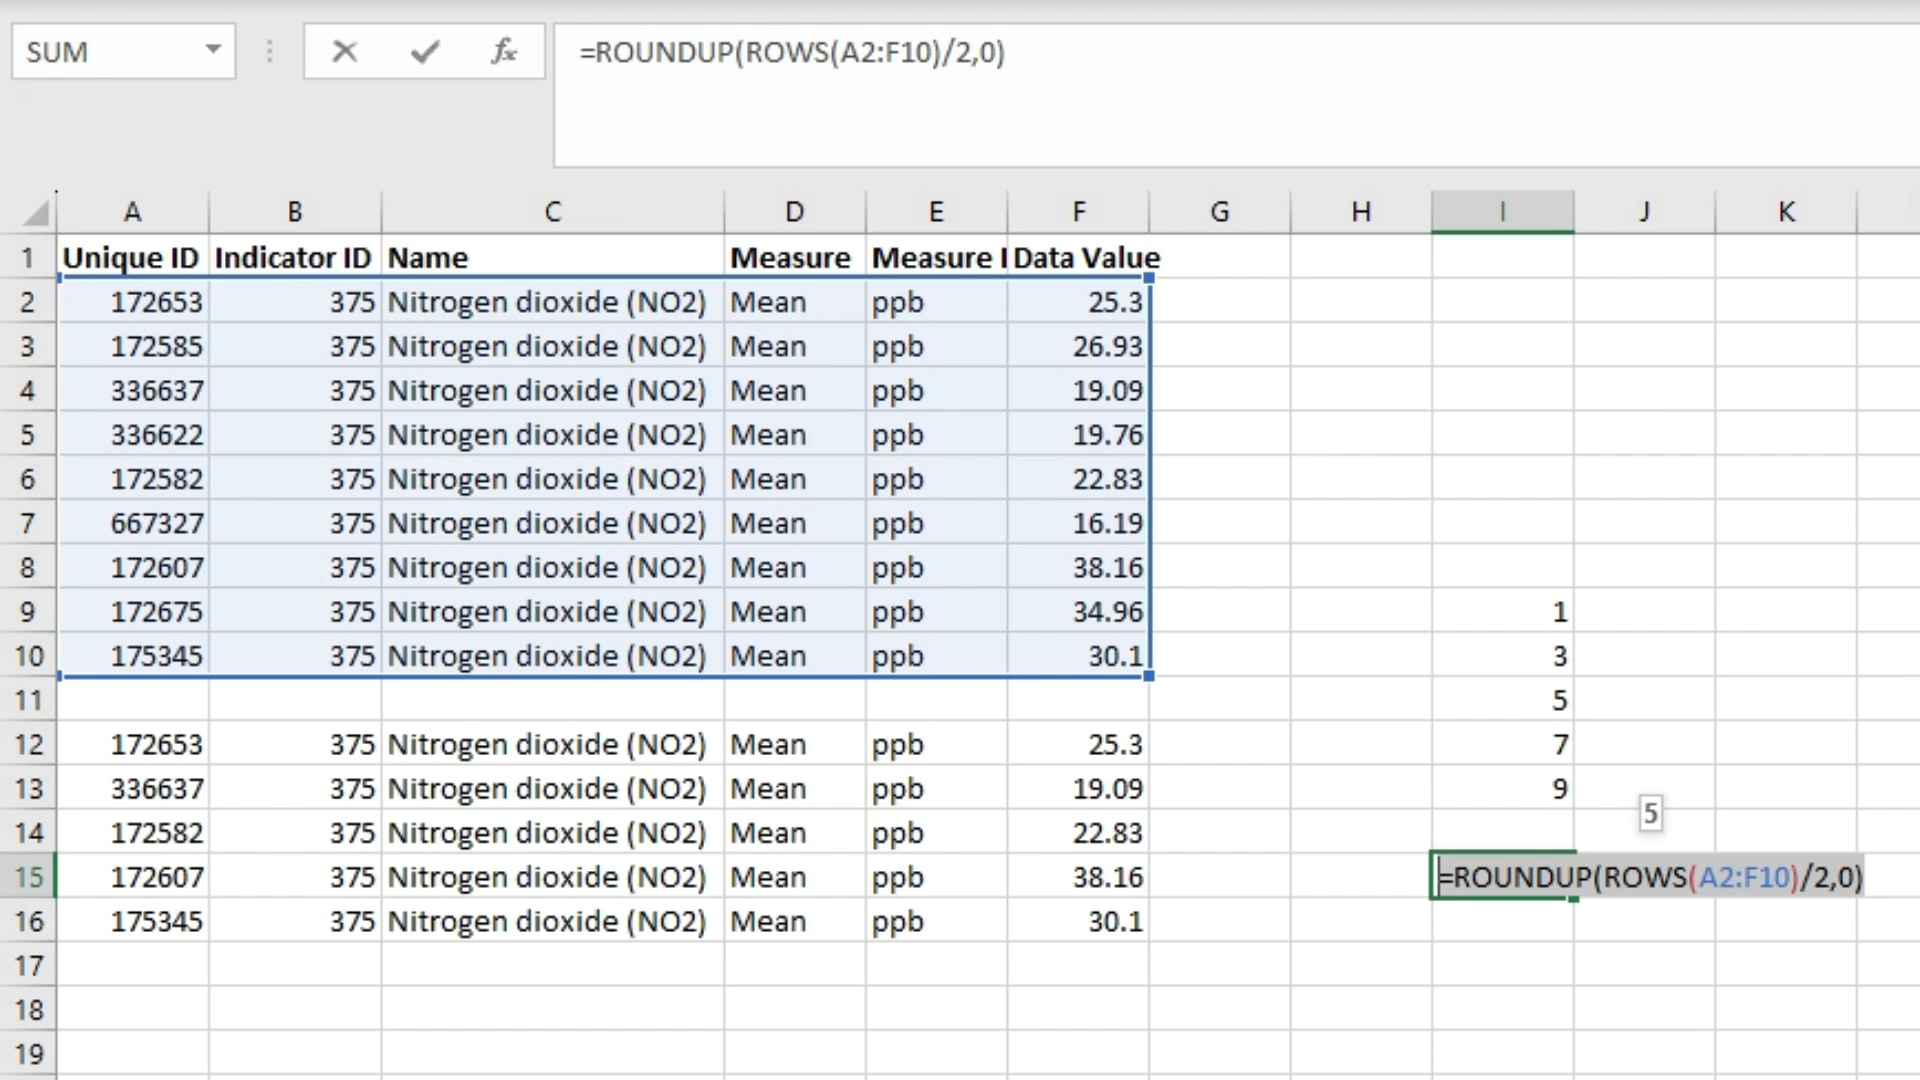 SUM fx =ROUNDUP(ROWS(A2:F10)/2,0)
A B C D E F G H I J K
1 Unique ID Indicator ID Name Measure Measure I Data Value
2 172653 375 Nitrogen dioxide (NO2) Mean ppb 25.3
3 172585 375 Nitrogen dioxide (NO2) Mean ppb 26.93
4 336637 375 Nitrogen dioxide (NO2) Mean ppb 19.09
5 336622 375 Nitrogen dioxide (NO2) Mean ppb 19.76
6 172582 375 Nitrogen dioxide (NO2) Mean ppb 22.83
7 667327 375 Nitrogen dioxide (NO2) Mean ppb 16.19
8 172607 375 Nitrogen dioxide (NO2) Mean ppb 38.16
9 172675 375 Nitrogen dioxide (NO2) Mean ppb 34.96 1
10 175345 375 Nitrogen dioxide (NO2) Mean ppb 30.1 3
11 5
12 172653 375 Nitrogen dioxide (NO2) Mean ppb 25.3 7
13 336637 375 Nitrogen dioxide (NO2) Mean ppb 19.09 9
5
14 172582 375 Nitrogen dioxide (NO2) Mean ppb 22.83
15 172607 375 Nitrogen dioxide (NO2) Mean ppb 38.16 =ROUNDUP(ROWS(A2:F10)/2,0)
16 175345 375 Nitrogen dioxide (NO2) Mean ppb 30.1
17
18
19